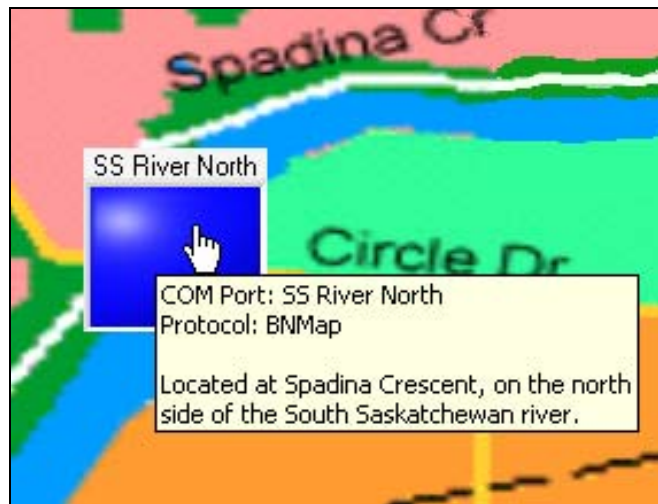 Spadina Cr
SS River North
Circle Dr
COM Port: SS River North
Protocol: BNMap
Located at Spadina Crescent, on the north
side of the South Saskatchewan river.